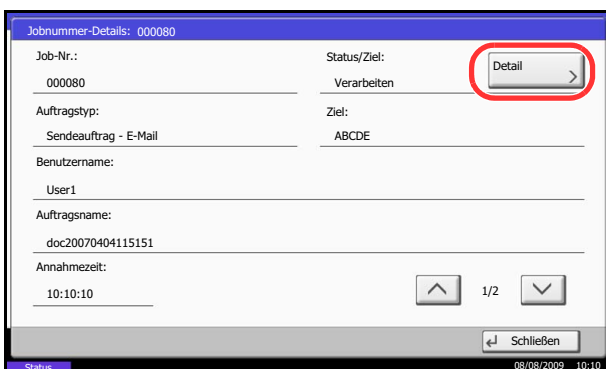 Jobnummer-Details: 000080
Job-Nr.:
000080
Status/Ziel:
Verarbeiten
Detail
Auftragstyp:
Sendeauftrag - E-Mail
Ziel:
ABCDE
Benutzername:
User1
Auftragsname:
doc20070404115151
Annahmezeit:
10:10:10
1/2
Schließen
Status
08/08/2009 10:10